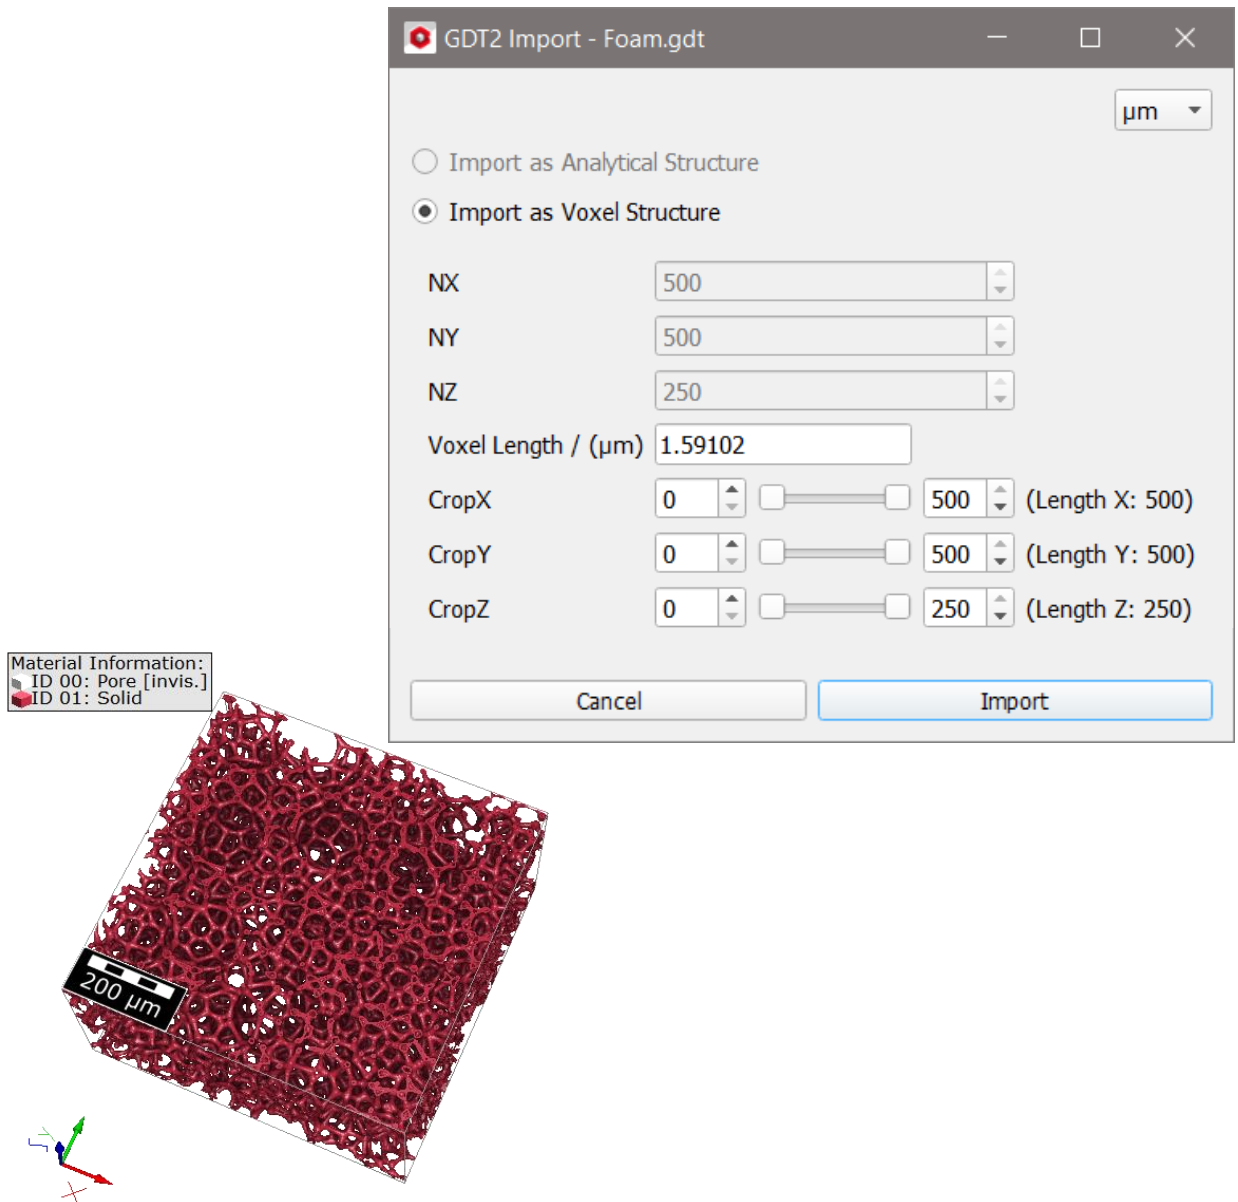 GDT2 Import - Foam.gdt
µm
Import as Analytical Structure
Import as Voxel Structure
NX 500
NY 500
NZ 250
Voxel Length / (µm) 1.59102
CropX 0 500 (Length X: 500)
CropY 0 500 (Length Y: 500)
CropZ 0 250 (Length Z: 250)
Cancel Import
Material Information:
ID 00: Pore [invis.]
ID 01: Solid
200 µm
Y
X